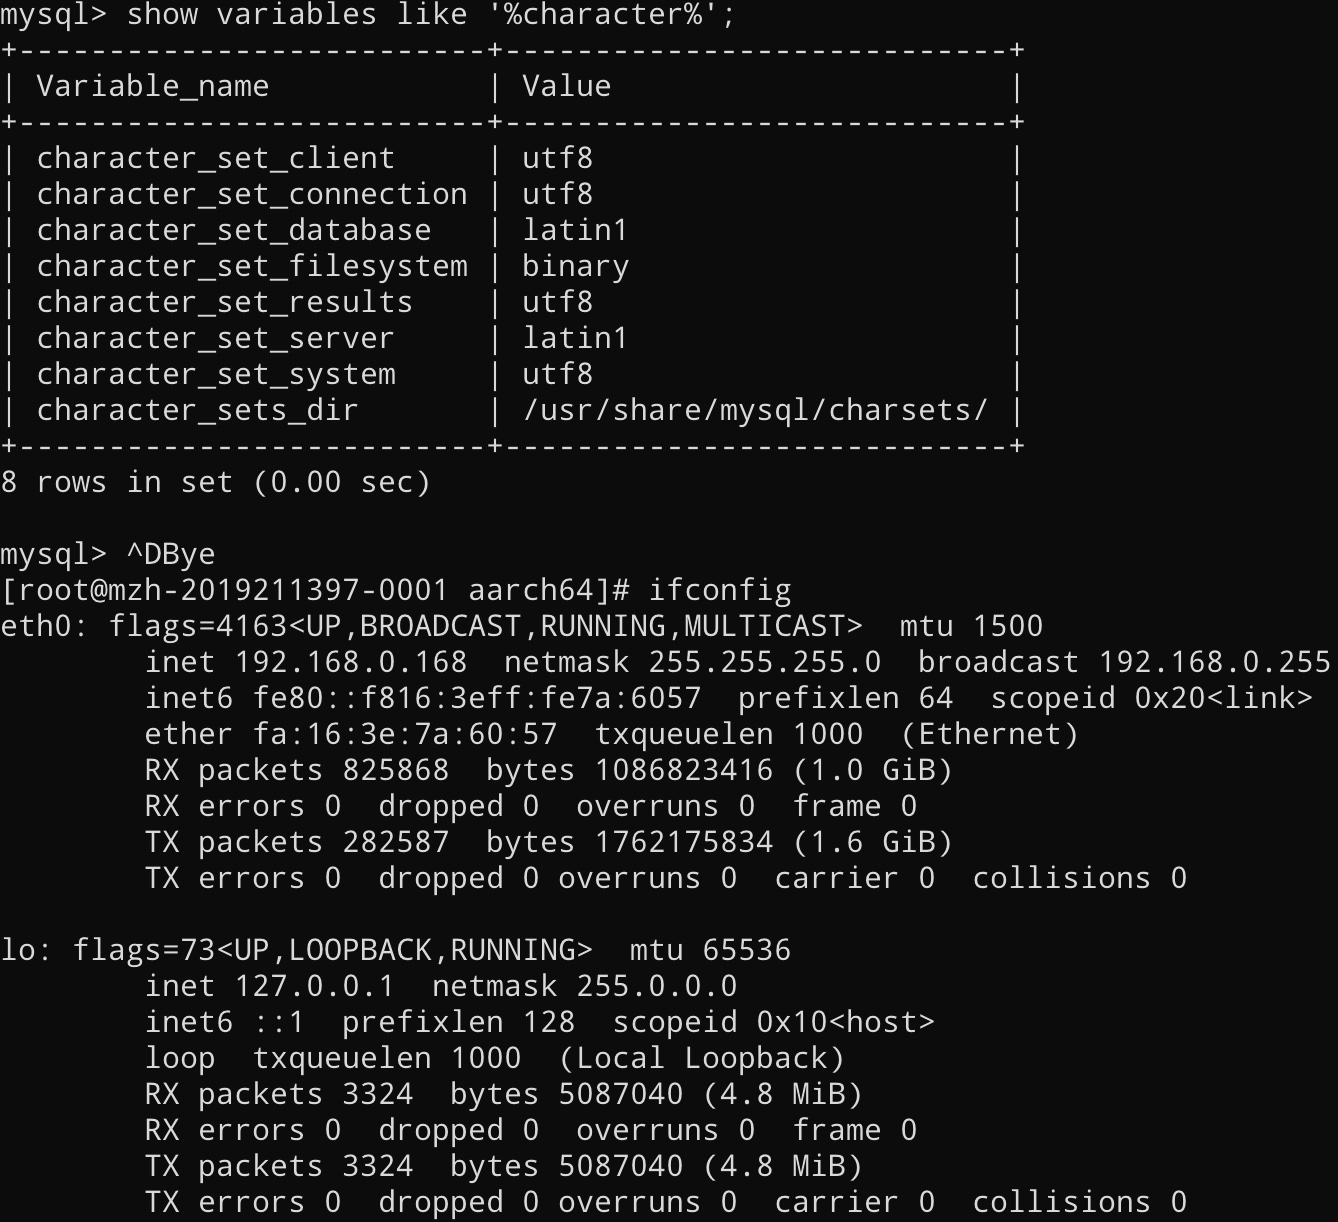 mysql> show variables like '%character%';
+--------------------------+----------------------------+
| Variable_name            | Value                      |
+--------------------------+----------------------------+
| character_set_client     | utf8                       |
| character_set_connection | utf8                       |
| character_set_database   | latin1                     |
| character_set_filesystem | binary                     |
| character_set_results    | utf8                       |
| character_set_server     | latin1                     |
| character_set_system     | utf8                       |
| character_sets_dir       | /usr/share/mysql/charsets/ |
+--------------------------+----------------------------+
8 rows in set (0.00 sec)

mysql> ^DBye
[root@mzh-2019211397-0001 aarch64]# ifconfig
eth0: flags=4163<UP,BROADCAST,RUNNING,MULTICAST>  mtu 1500
        inet 192.168.0.168  netmask 255.255.255.0  broadcast 192.168.0.255
        inet6 fe80::f816:3eff:fe7a:6057  prefixlen 64  scopeid 0x20<link>
        ether fa:16:3e:7a:60:57  txqueuelen 1000  (Ethernet)
        RX packets 825868  bytes 1086823416 (1.0 GiB)
        RX errors 0  dropped 0  overruns 0  frame 0
        TX packets 282587  bytes 1762175834 (1.6 GiB)
        TX errors 0  dropped 0 overruns 0  carrier 0  collisions 0

lo: flags=73<UP,LOOPBACK,RUNNING>  mtu 65536
        inet 127.0.0.1  netmask 255.0.0.0
        inet6 ::1  prefixlen 128  scopeid 0x10<host>
        loop  txqueuelen 1000  (Local Loopback)
        RX packets 3324  bytes 5087040 (4.8 MiB)
        RX errors 0  dropped 0  overruns 0  frame 0
        TX packets 3324  bytes 5087040 (4.8 MiB)
        TX errors 0  dropped 0 overruns 0  carrier 0  collisions 0